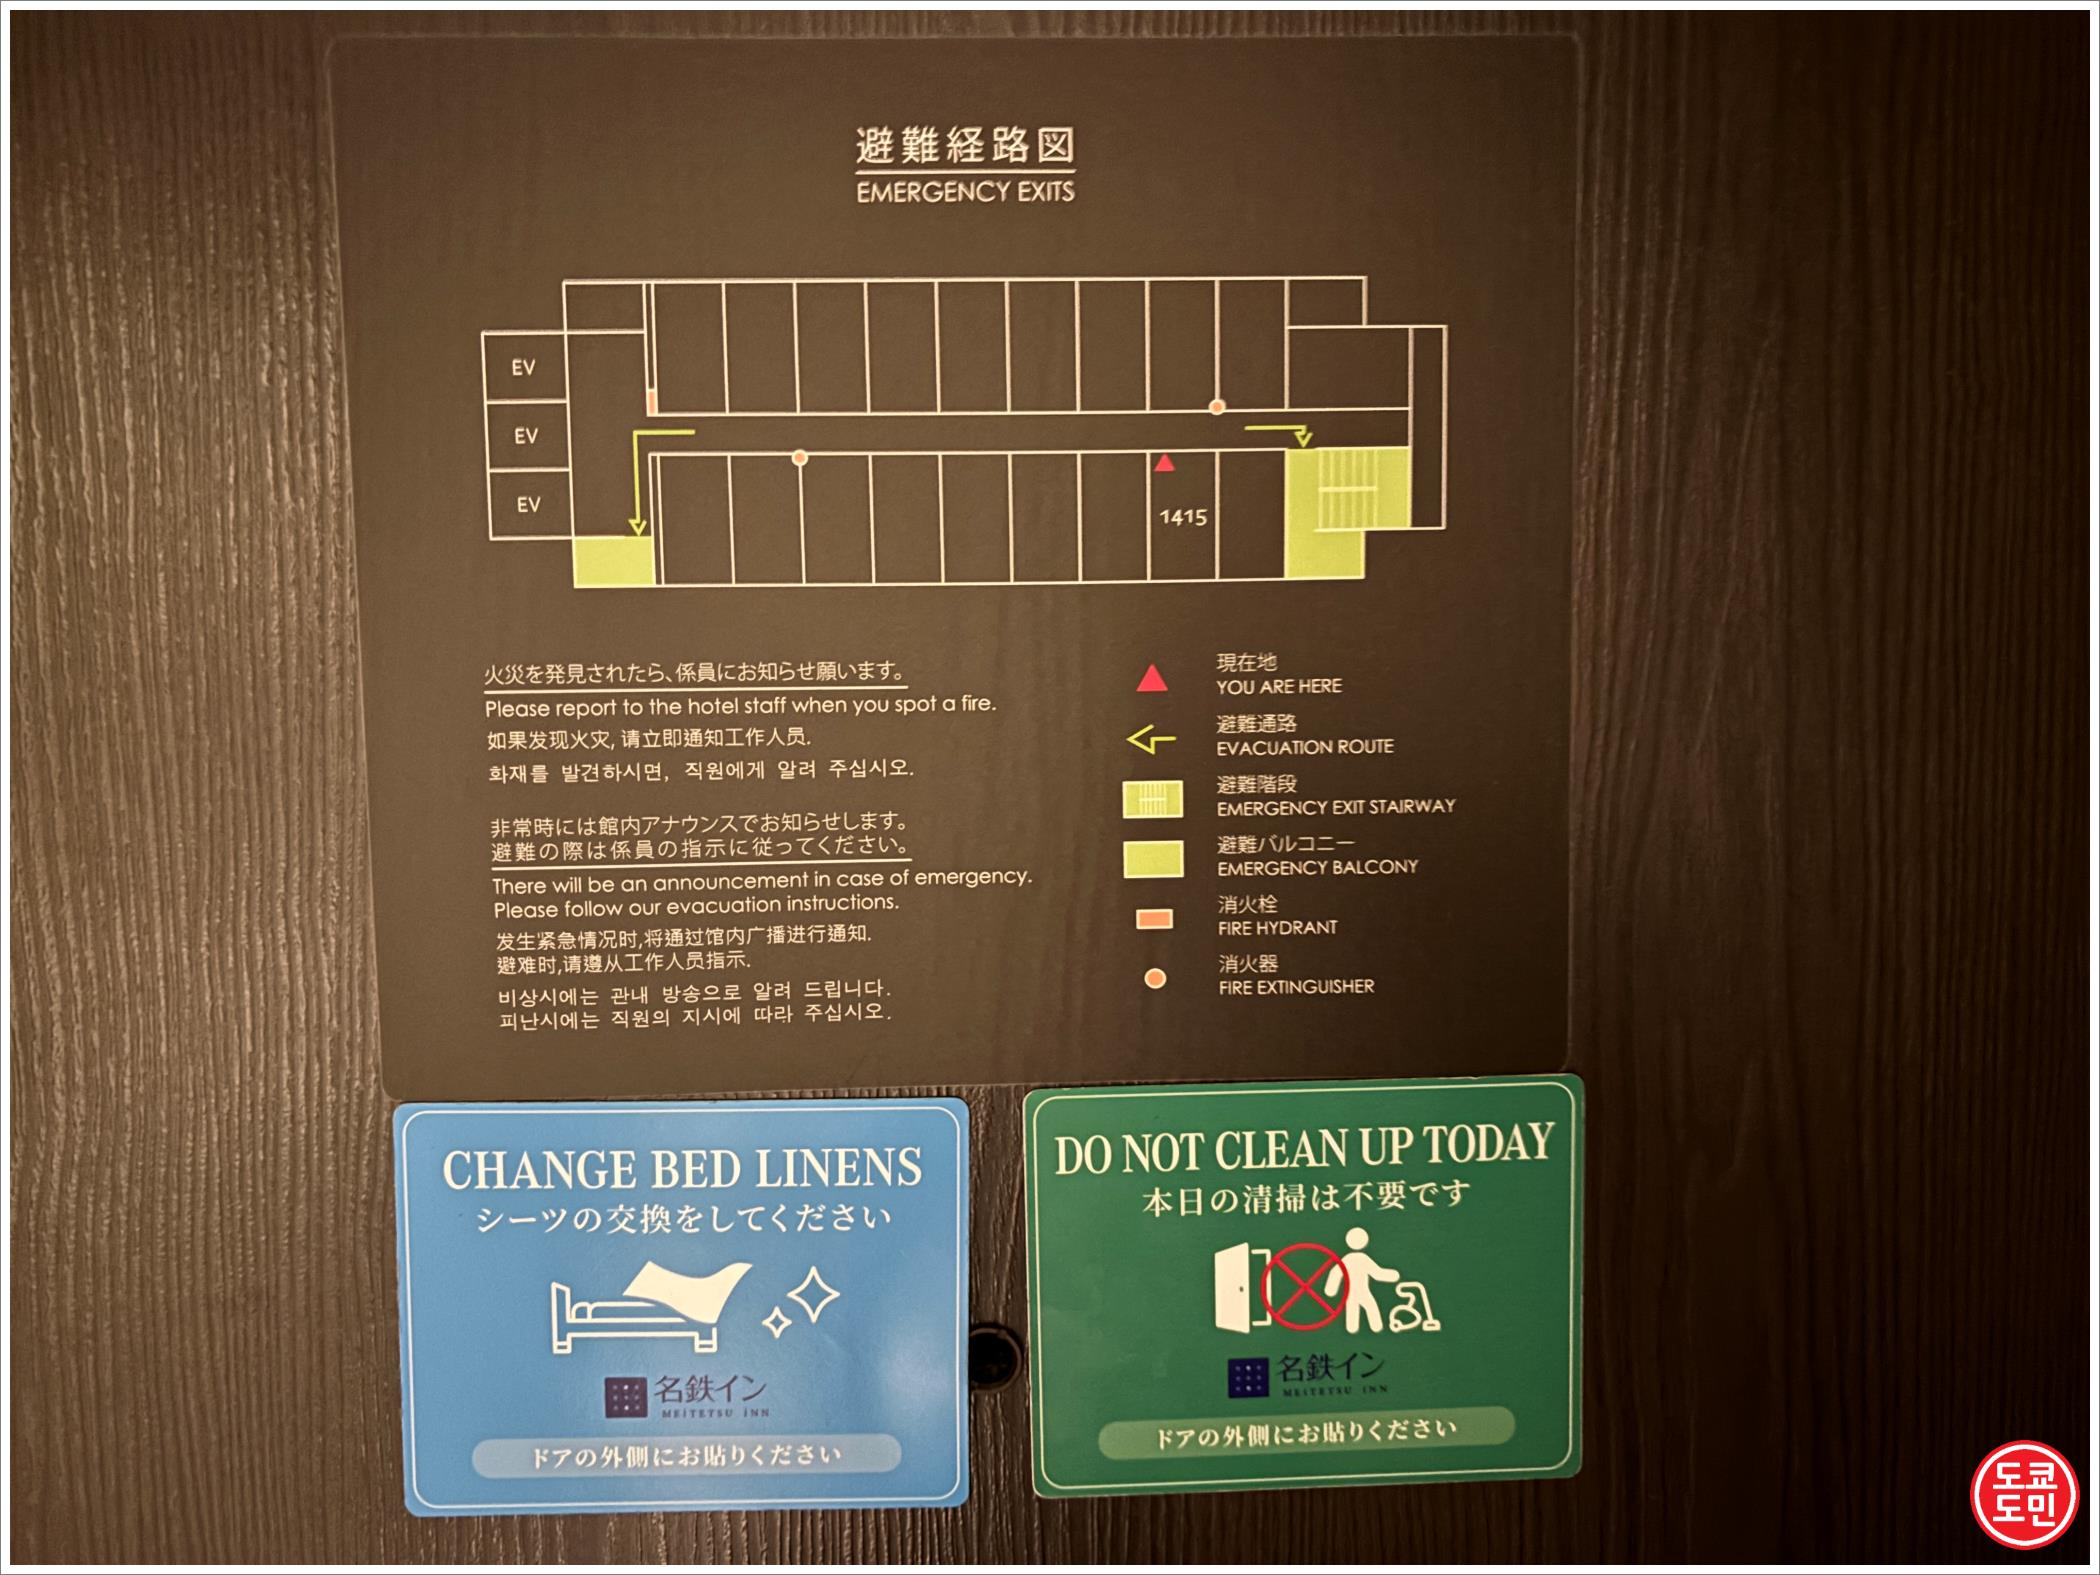 避難経路図
EMERGENCY EXITS
EV
EV
EV
1415
火災を発見されたら、係員にお知らせ願います。
Please report to the hotel staff when you spot a fire.
如果发现火灾, 请立即通知工作人员.
화재를 발견하시면, 직원에게 알려 주십시오.
非常時には館内アナウンスでお知らせします。
避難の際は係員の指示に従ってください。
There will be an announcement in case of emergency.
Please follow our evacuation instructions.
发生紧急情况时,将通过馆内广播进行通知.
避难时,请遵从工作人员指示.
비상시에는 관내 방송으로 알려 드립니다.
피난시에는 직원의 지시에 따라 주십시오.
現在地
YOU ARE HERE
避難通路
EVACUATION ROUTE
避難階段
EMERGENCY EXIT STAIRWAY
避難バルコニー
EMERGENCY BALCONY
消火栓
FIRE HYDRANT
消火器
FIRE EXTINGUISHER
CHANGE BED LINENS
シーツの交換をしてください
名鉄イン
MEITETSU INN
ドアの外側にお貼りください
DO NOT CLEAN UP TODAY
本日の清掃は不要です
名鉄イン
MEITETSU INN
ドアの外側にお貼りください
도쿄
도민